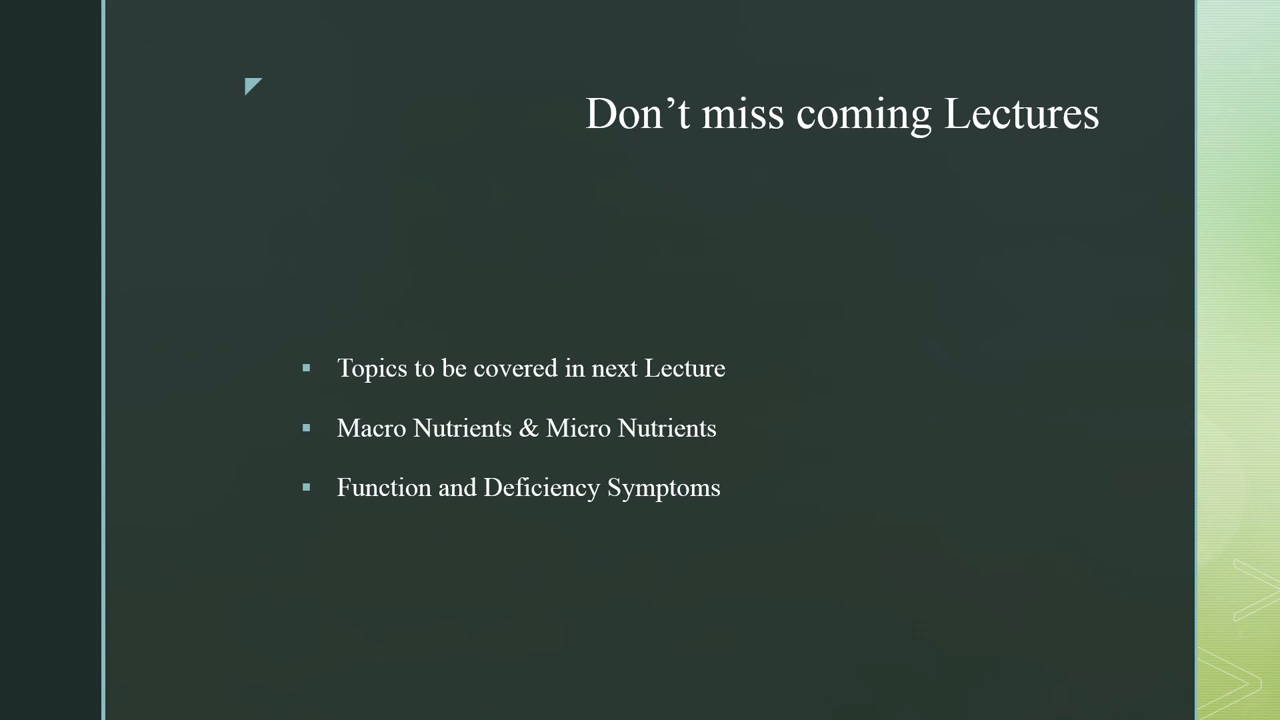 Don’t miss coming Lectures
Topics to be covered in next Lecture
Macro Nutrients & Micro Nutrients
Function and Deficiency Symptoms